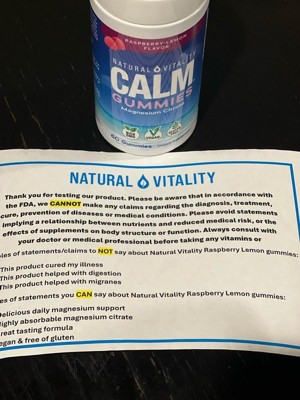 RASPBERRY-LEMON
FLAVOR
NATURAL VITALITY
CALM
GUMMIES
Magnesium Citrate
60 Gummies
NATURAL VITALITY
Thank you for testing our product. Please be aware that in accordance with
the FDA, we CANNOT make any claims regarding the diagnosis, treatment,
cure, prevention of diseases or medical conditions. Please avoid statements
implying a relationship between nutrients and reduced medical risk, or the
effects of supplements on body structure or function. Always consult with
your doctor or medical professional before taking any vitamins or
les of statements/claims to NOT say about Natural Vitality Raspberry Lemon gummies:
This product cured my illness
This product helped with digestion
This product helped with migranes
es of statements you CAN say about Natural Vitality Raspberry Lemon gummies:
Delicious daily magnesium support
Highly absorbable magnesium citrate
Great tasting formula
egan & free of gluten